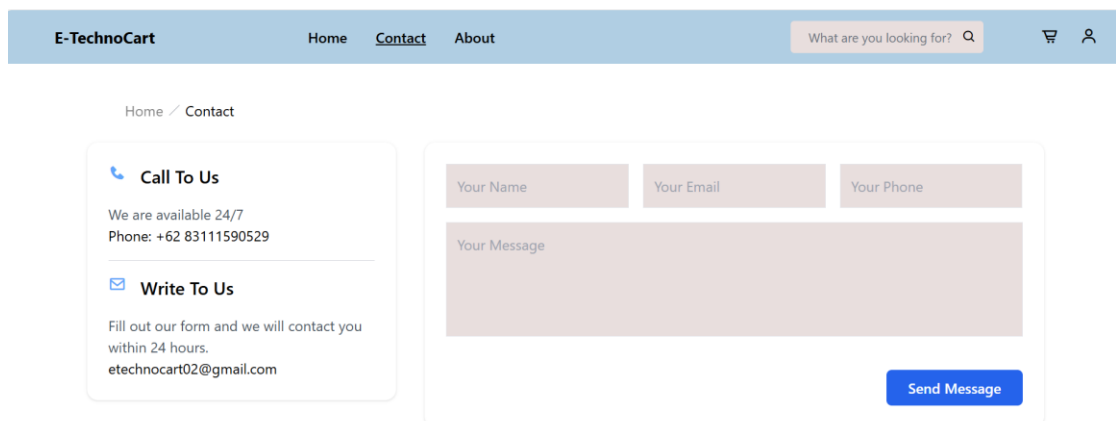 E-TechnoCart Home Contact About What are you looking for?
Home / Contact
Call To Us
We are available 24/7
Phone: +62 83111590529
Write To Us
Fill out our form and we will contact you
within 24 hours.
etechnocart02@gmail.com
Your Name Your Email Your Phone
Your Message
Send Message